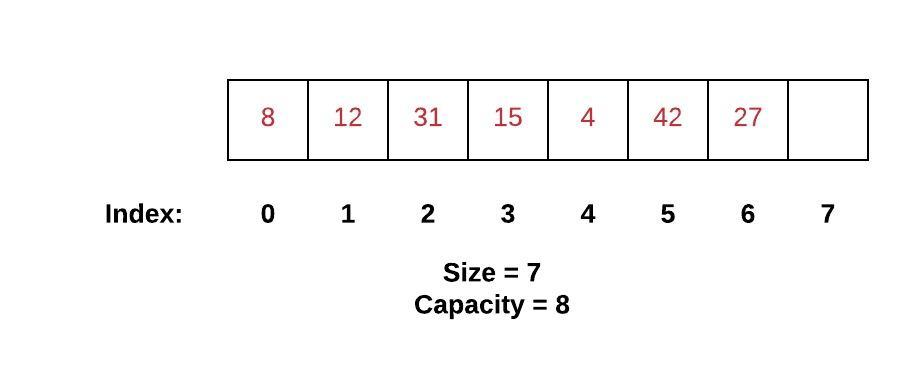 8 12 31 15 4 42 27
Index: 0 1 2 3 4 5 6 7
Size = 7
Capacity = 8